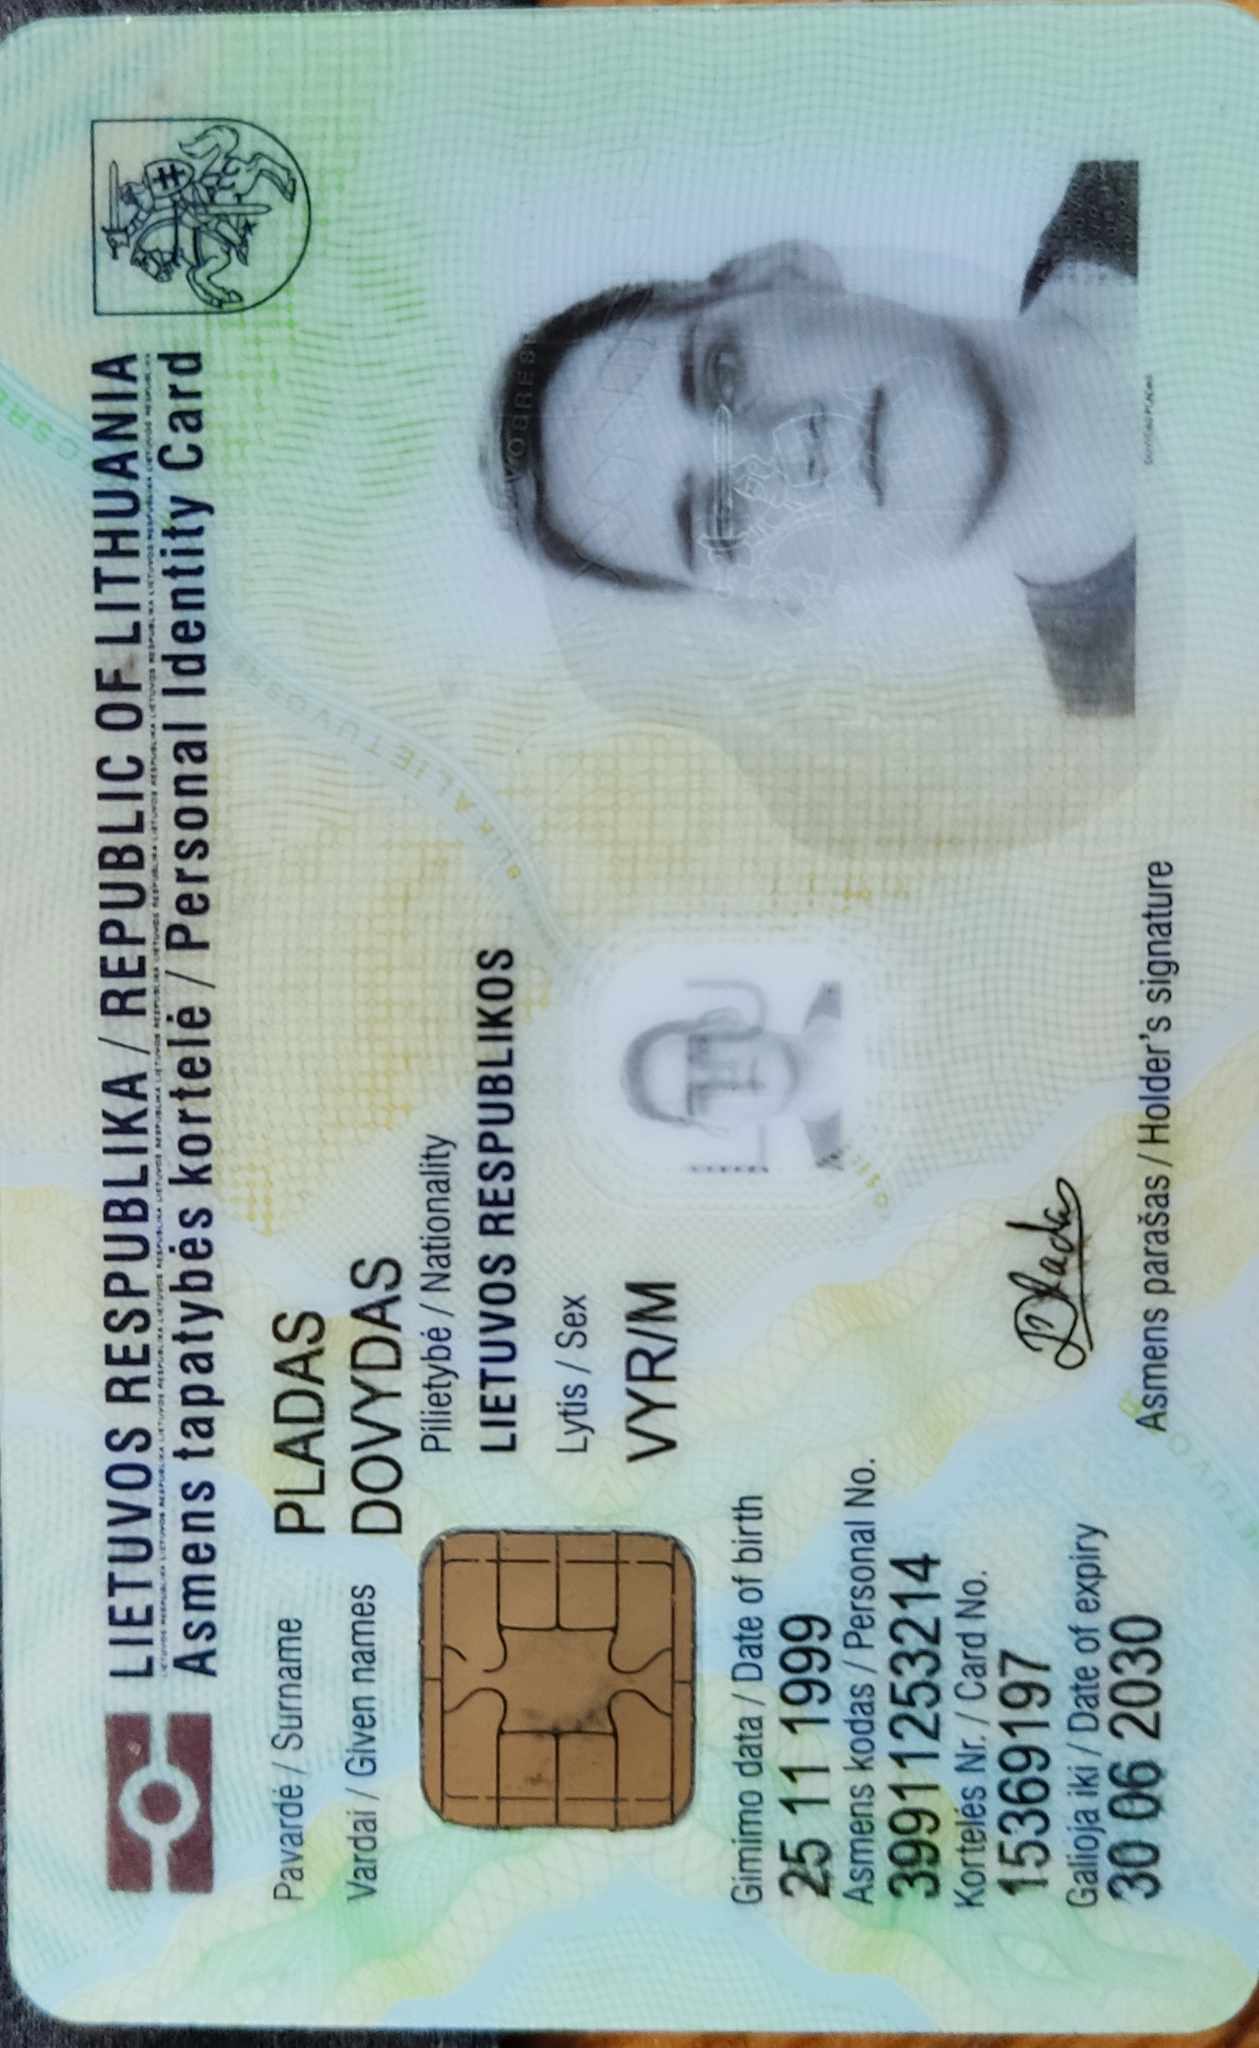 LIETUVOS RESPUBLIKA / REPUBLIC OF LITHUANIA
Asmens tapatybės kortelė / Personal Identity Card
Pavardė / Surname
PLADAS
Vardai / Given names
DOVYDAS
Pilietybė / Nationality
LIETUVOS RESPUBLIKOS
Lytis / Sex
VYR/M
Gimimo data / Date of birth
25 11 1999
Asmens kodas / Personal No.
39911253214
Kortelės Nr. / Card No.
15369197
Galioja iki / Date of expiry
30 06 2030
Asmens parašas / Holder's signature